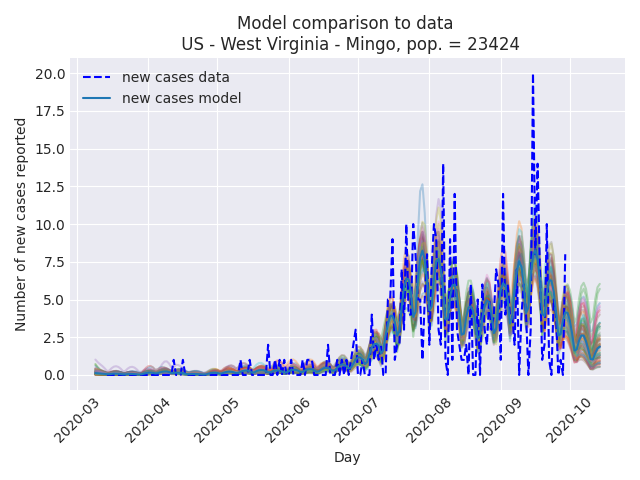 Model comparison to data
US - West Virginia - Mingo, pop. = 23424
new cases data
new cases model
Number of new cases reported
20.0
17.5
15.0
12.5
10.0
7.5
5.0
2.5
0.0
2020-03
2020-04
2020-05
2020-06
2020-07
2020-08
2020-09
2020-10
Day